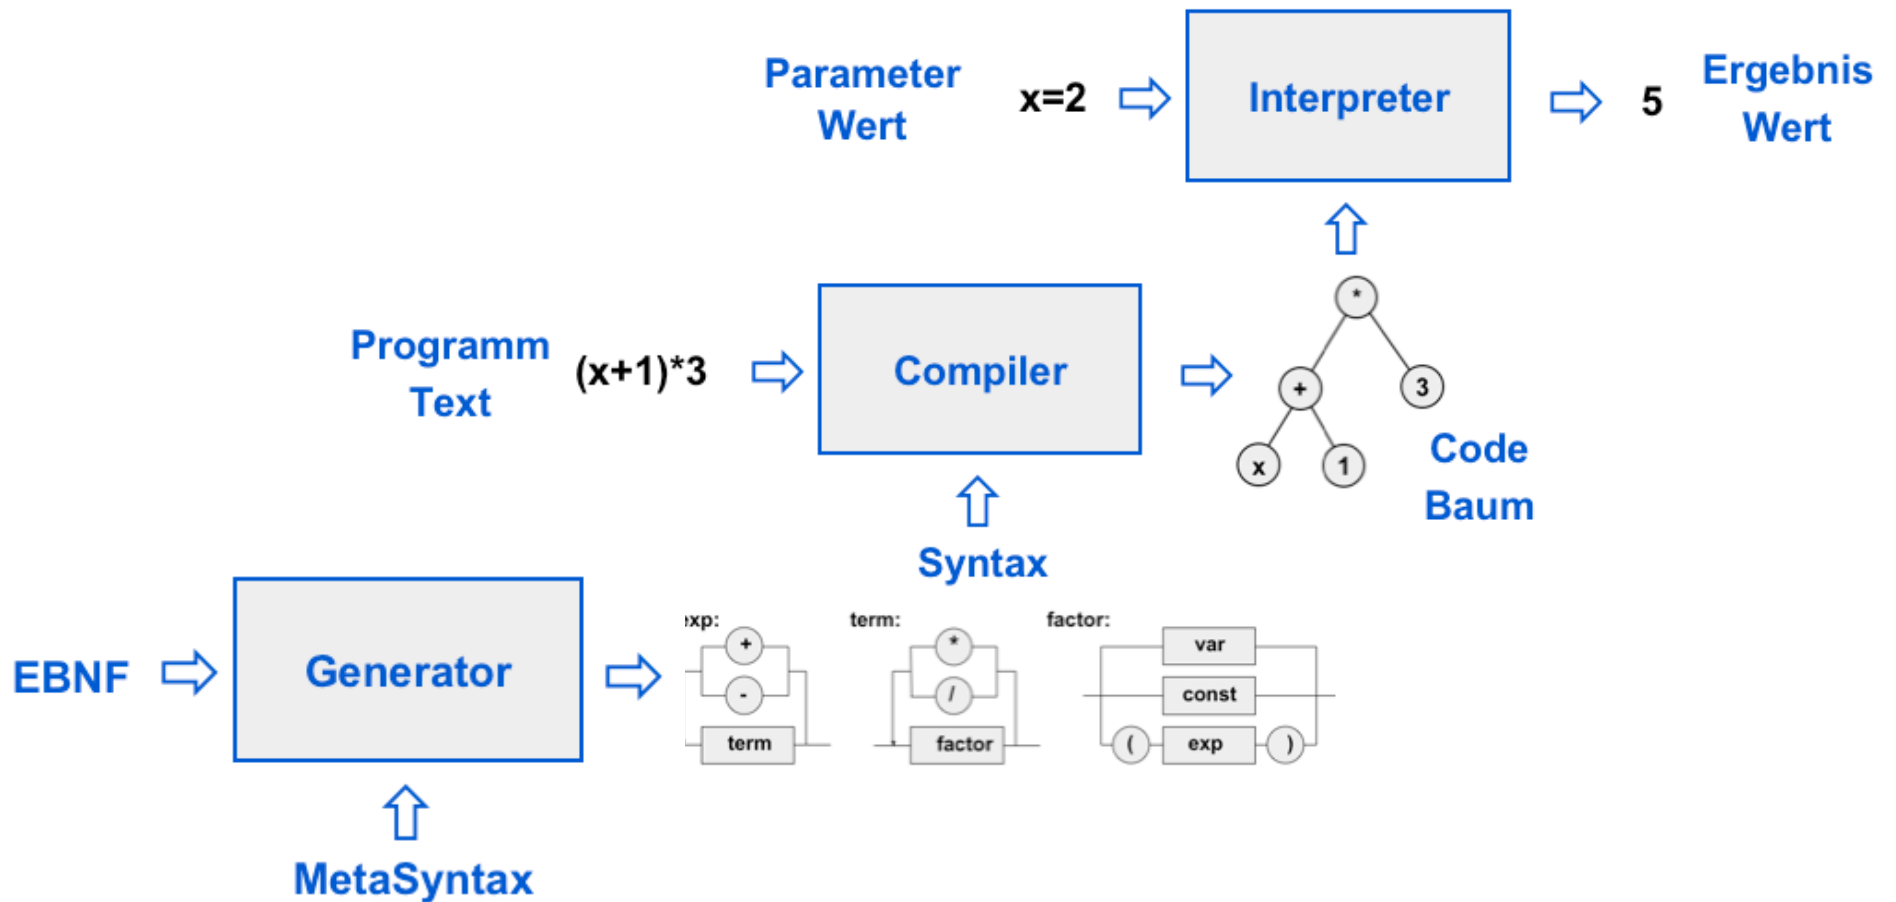 Parameter
Wert
x=2
Interpreter
5
Ergebnis
Wert
Programm
Text
(x+1)*3
Compiler
*
+
3
x
1
Code
Baum
Syntax
EBNF
Generator
xp:
+
-
term
term:
*
/
factor
factor:
var
const
(
exp
)
MetaSyntax